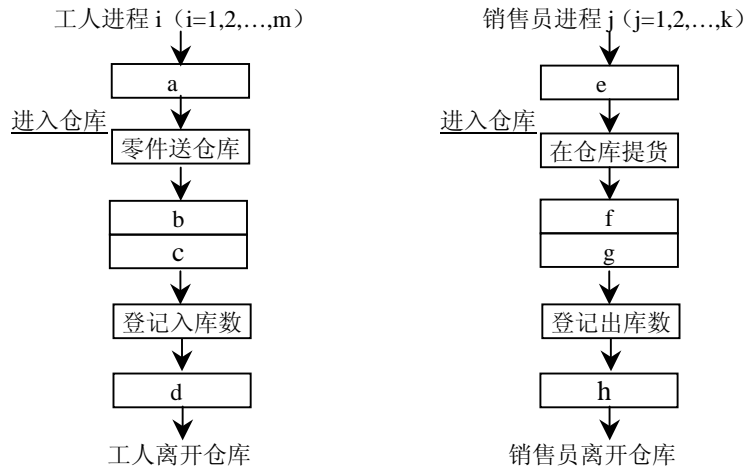 工人进程 i（i=1,2,…,m）
a
进入仓库
零件送仓库
b
c
登记入库数
d
工人离开仓库
销售员进程 j（j=1,2,…,k）
e
进入仓库
在仓库提货
f
g
登记出库数
h
销售员离开仓库